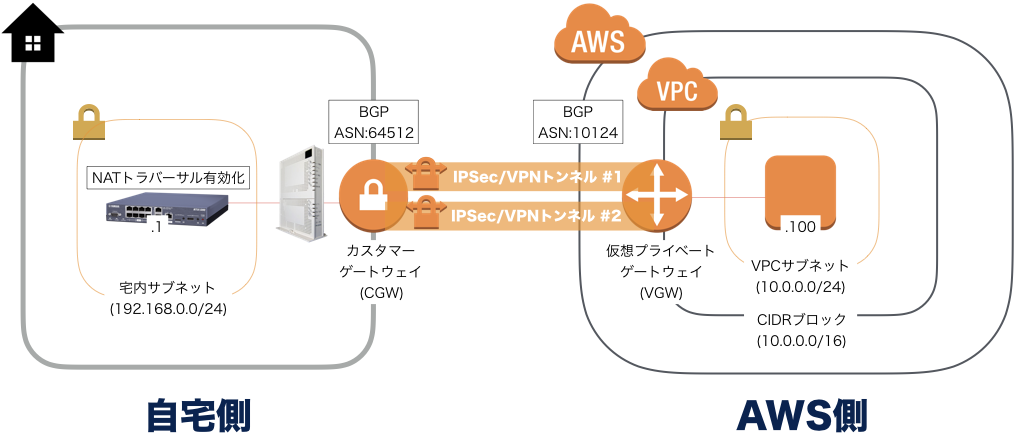 AWS
VPC
BGP
ASN:64512
BGP
ASN:10124
NATトラバーサル有効化
.1
IPSec/VPNトンネル #1
IPSec/VPNトンネル #2
.100
カスタマー
ゲートウェイ
(CGW)
仮想プライベート
ゲートウェイ
(VGW)
宅内サブネット
(192.168.0.0/24)
VPCサブネット
(10.0.0.0/24)
CIDRブロック
(10.0.0.0/16)
自宅側
AWS側